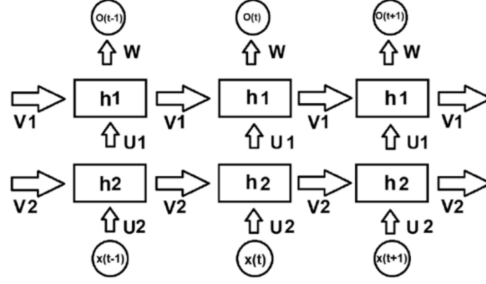 O(t-1) O(t) O(t+1)
W W W
h1 h1 h1
V1 V1 V1 V1
U1 U1 U1
h2 h2 h2
V2 V2 V2 V2
U2 U2 U2
x(t-1) x(t) x(t+1)